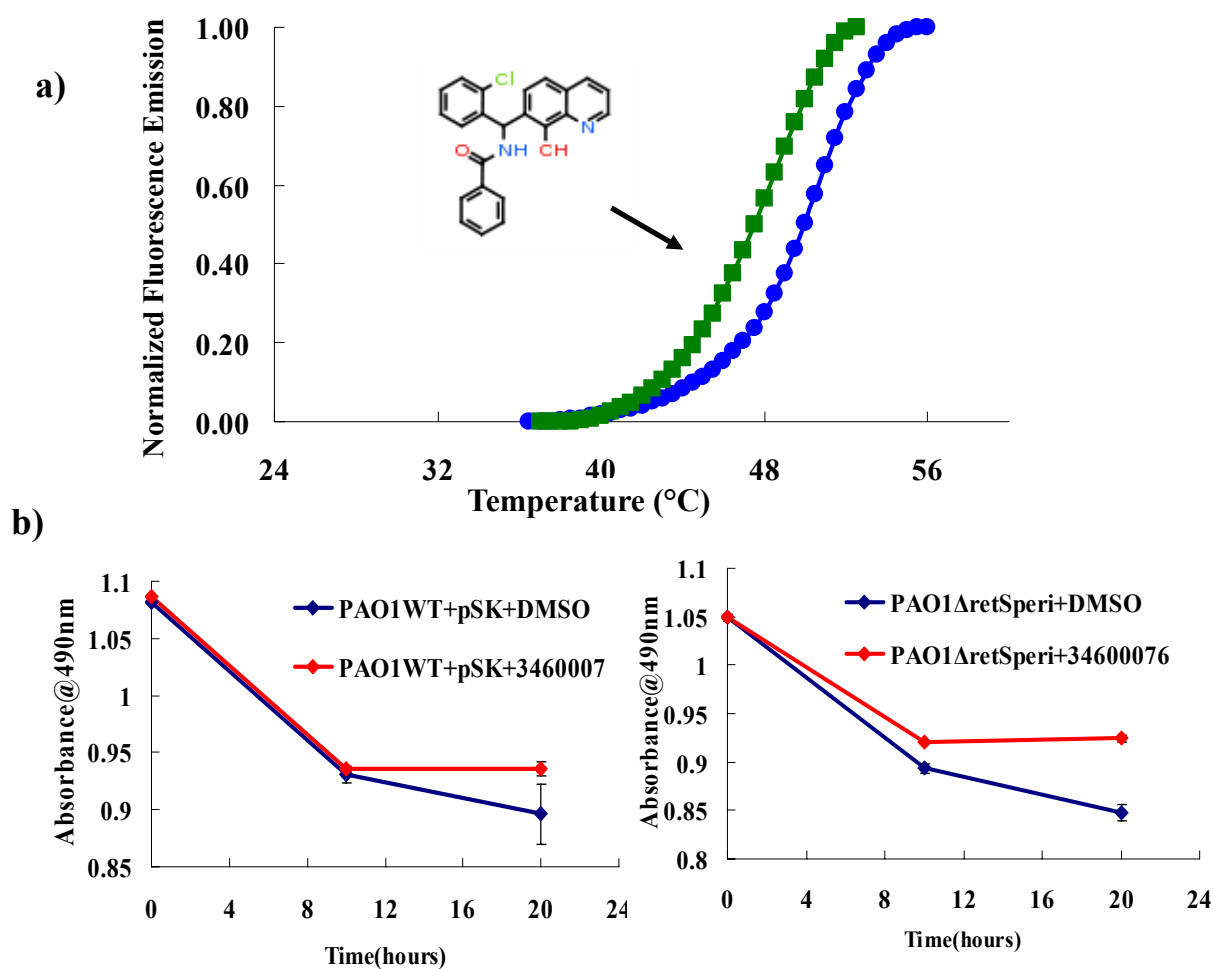 a)
Normalized Fluorescence Emission
1.00
0.80
0.60
0.40
0.20
0.00
Cl
N
O
NH
CH
24 32 40 48 56
Temperature (°C)
b)
Absorbance@490nm
1.1
1.05
1
0.95
0.9
0.85
PAO1WT+pSK+DMSO
PAO1WT+pSK+3460007
0 4 8 12 16 20 24
Time(hours)
Absorbance@490nm
1.1
1.05
1
0.95
0.9
0.85
0.8
PAO1ΔretSperi+DMSO
PAO1ΔretSperi+34600076
0 4 8 12 16 20 24
Time(hours)